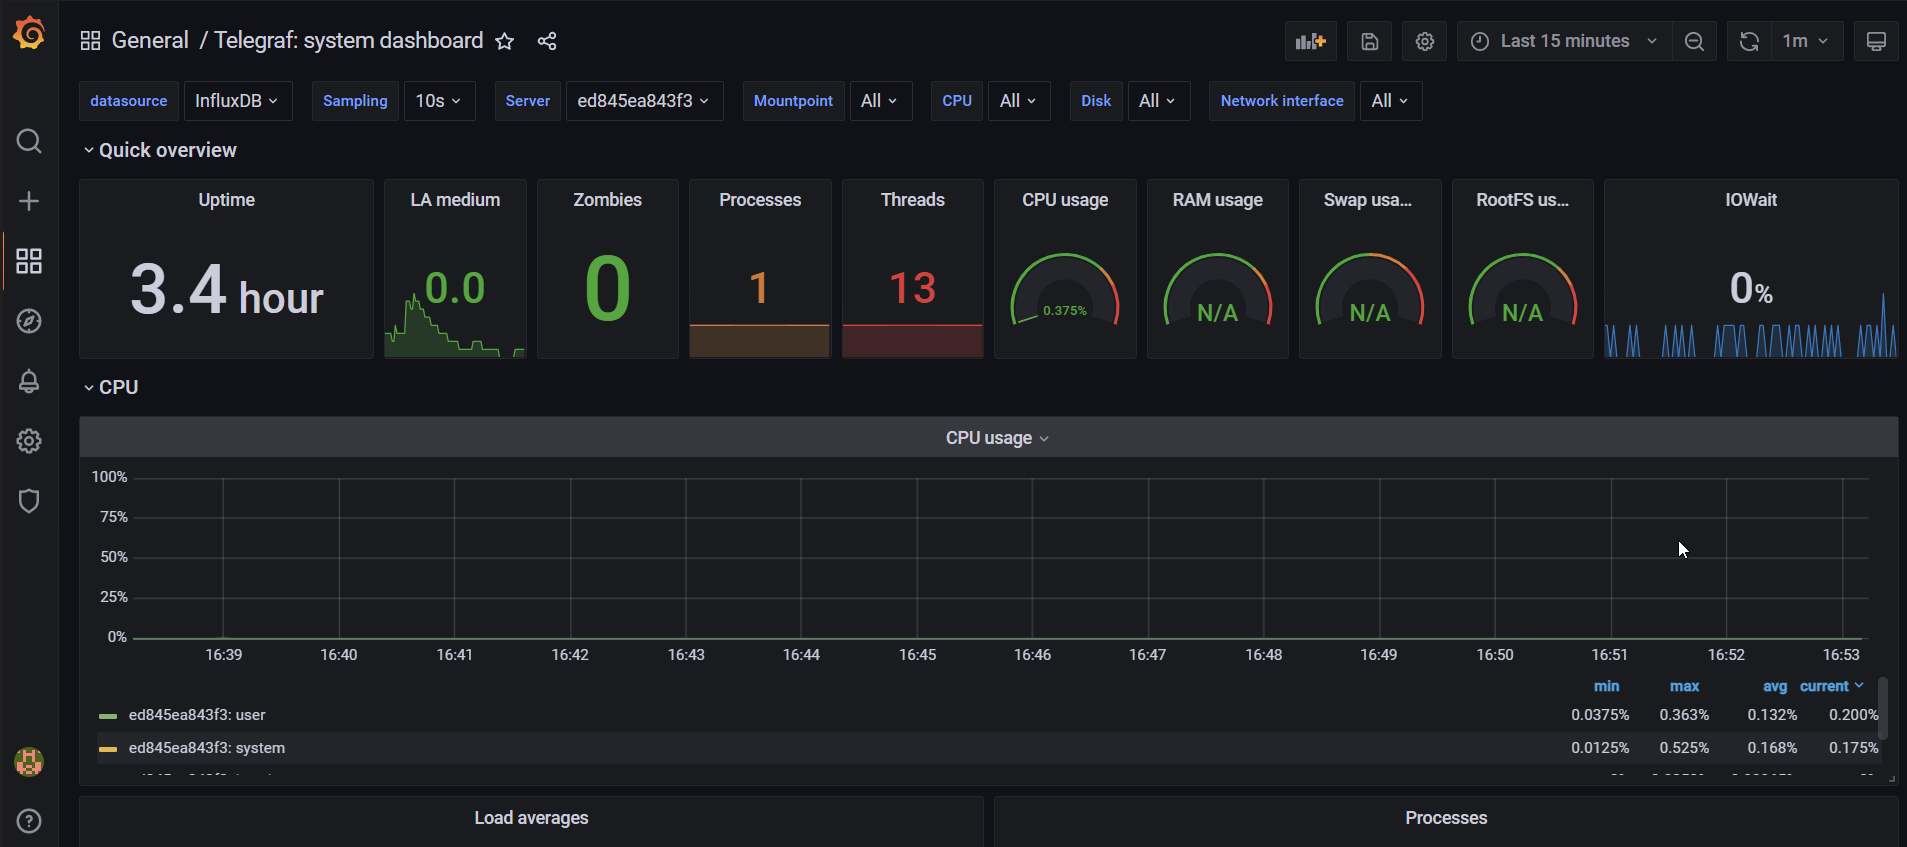 General / Telegraf: system dashboard
Last 15 minutes
1m
datasource InfluxDB Sampling 10s Server ed845ea843f3 Mountpoint All CPU All Disk All Network interface All
Quick overview
Uptime
3.4 hour
LA medium
0.0
Zombies
0
Processes
1
Threads
13
CPU usage
0.375%
RAM usage
N/A
Swap usa...
N/A
RootFS us...
N/A
IOWait
0%
CPU
CPU usage
100%
75%
50%
25%
0%
16:39 16:40 16:41 16:42 16:43 16:44 16:45 16:46 16:47 16:48 16:49 16:50 16:51 16:52 16:53
min max avg current
ed845ea843f3: user 0.0375% 0.363% 0.132% 0.200%
ed845ea843f3: system 0.0125% 0.525% 0.168% 0.175%
Load averages
Processes